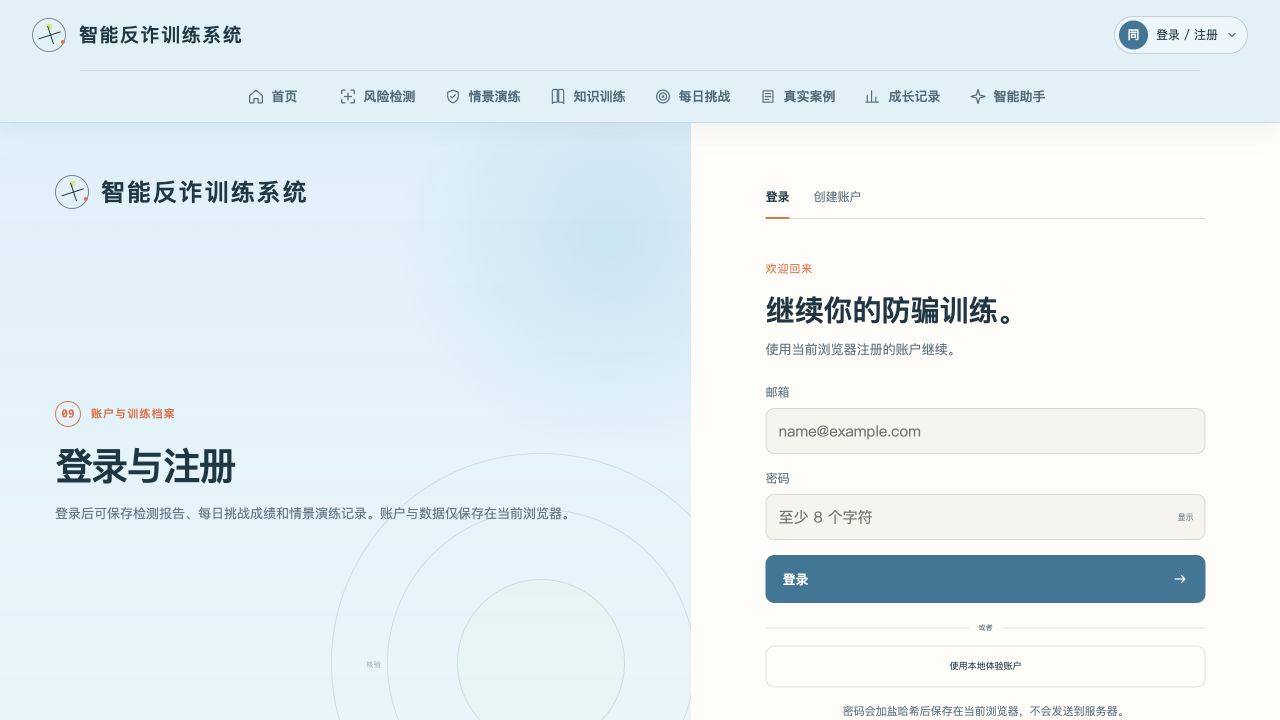 智能反诈训练系统
同 登录 / 注册
首页 风险检测 情景演练 知识训练 每日挑战 真实案例 成长记录 智能助手
智能反诈训练系统
09 账户与训练档案
登录与注册
登录后可保存检测报告、每日挑战成绩和情景演练记录。账户与数据仅保存在当前浏览器。
核验
登录 创建账户
欢迎回来
继续你的防骗训练。
使用当前浏览器注册的账户继续。
邮箱
name@example.com
密码
至少 8 个字符 显示
登录
或者
使用本地体验账户
密码会加盐哈希后保存在当前浏览器，不会发送到服务器。